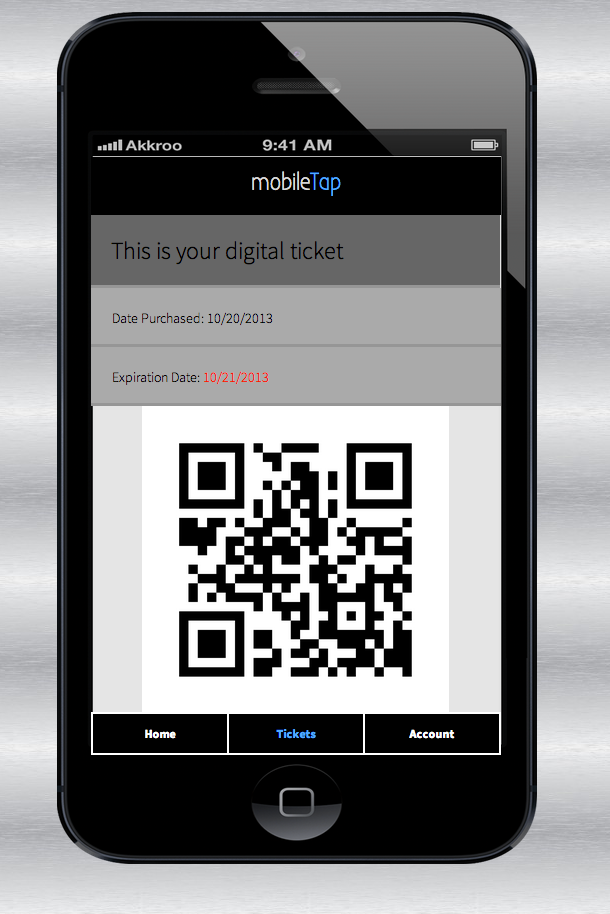 Akkroo 9:41 AM
mobileTap
This is your digital ticket
Date Purchased: 10/20/2013
Expiration Date: 10/21/2013
Home Tickets Account